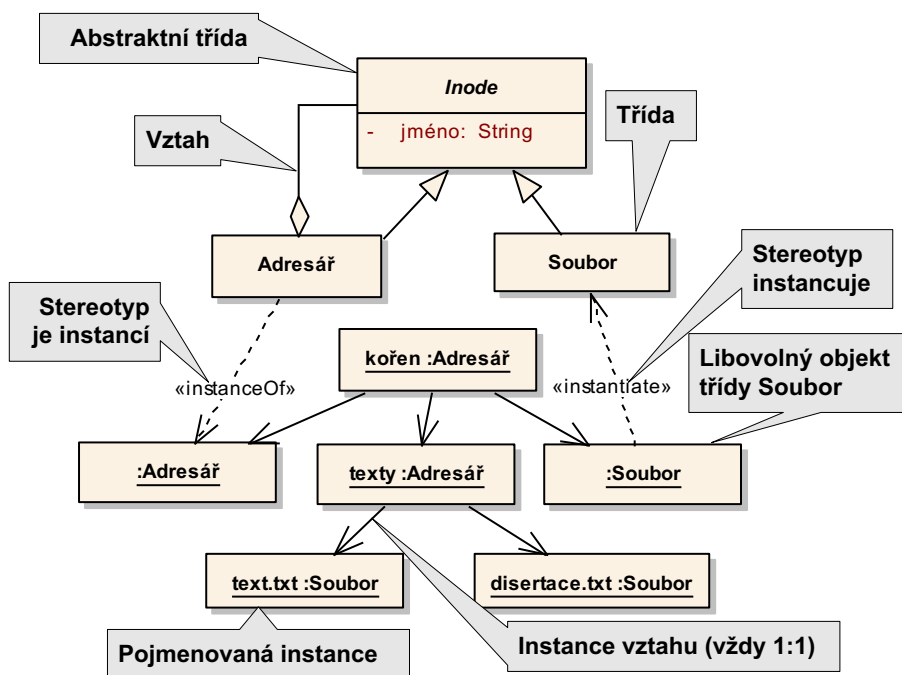 Abstraktní třída
Inode
- jméno: String
Vztah
Třída
Adresář
Soubor
Stereotyp
instancuje
Stereotyp
je instancí
kořen :Adresář
«instanceOf»
«instantiate»
Libovolný objekt
třídy Soubor
:Adresář
texty :Adresář
:Soubor
text.txt :Soubor
disertace.txt :Soubor
Pojmenovaná instance
Instance vztahu (vždy 1:1)